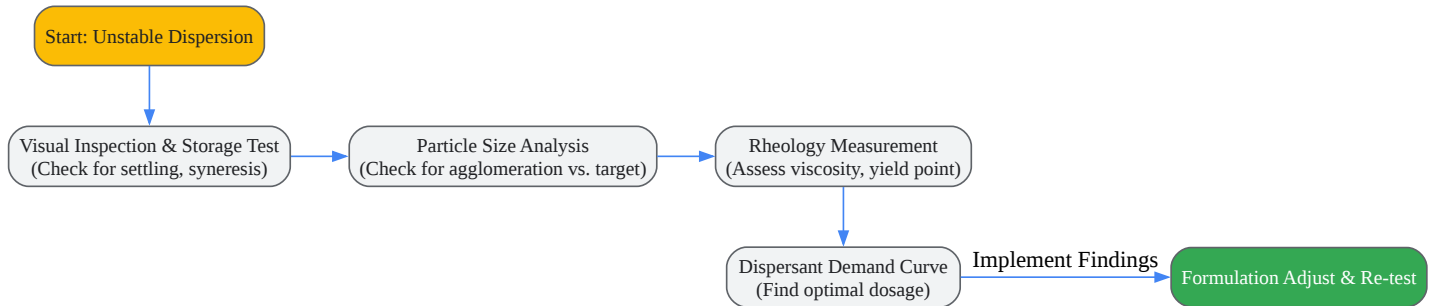 Start: Unstable Dispersion
Visual Inspection & Storage Test
(Check for settling, syneresis)
Particle Size Analysis
(Check for agglomeration vs. target)
Rheology Measurement
(Assess viscosity, yield point)
Dispersant Demand Curve
(Find optimal dosage)
Implement Findings
Formulation Adjust & Re-test